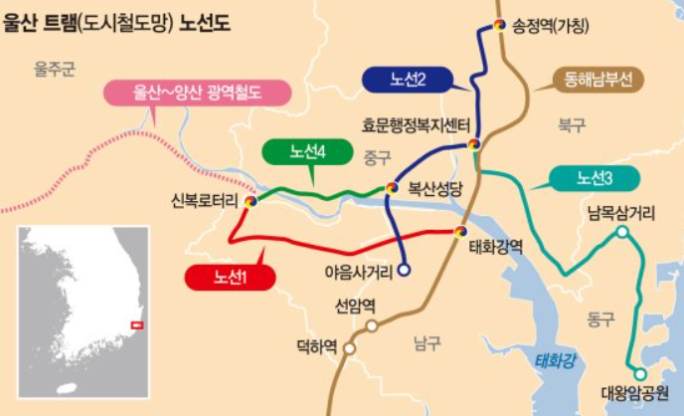 울산 트램(도시철도망) 노선도
송정역(가칭)
울주군
노선2
동해남부선
울산~양산 광역철도
효문행정복지센터
북구
노선4
중구
노선3
복산성당
신복로터리
남목삼거리
태화강역
노선1
야음사거리
선암역
동구
덕하역
남구
태화강
대왕암공원